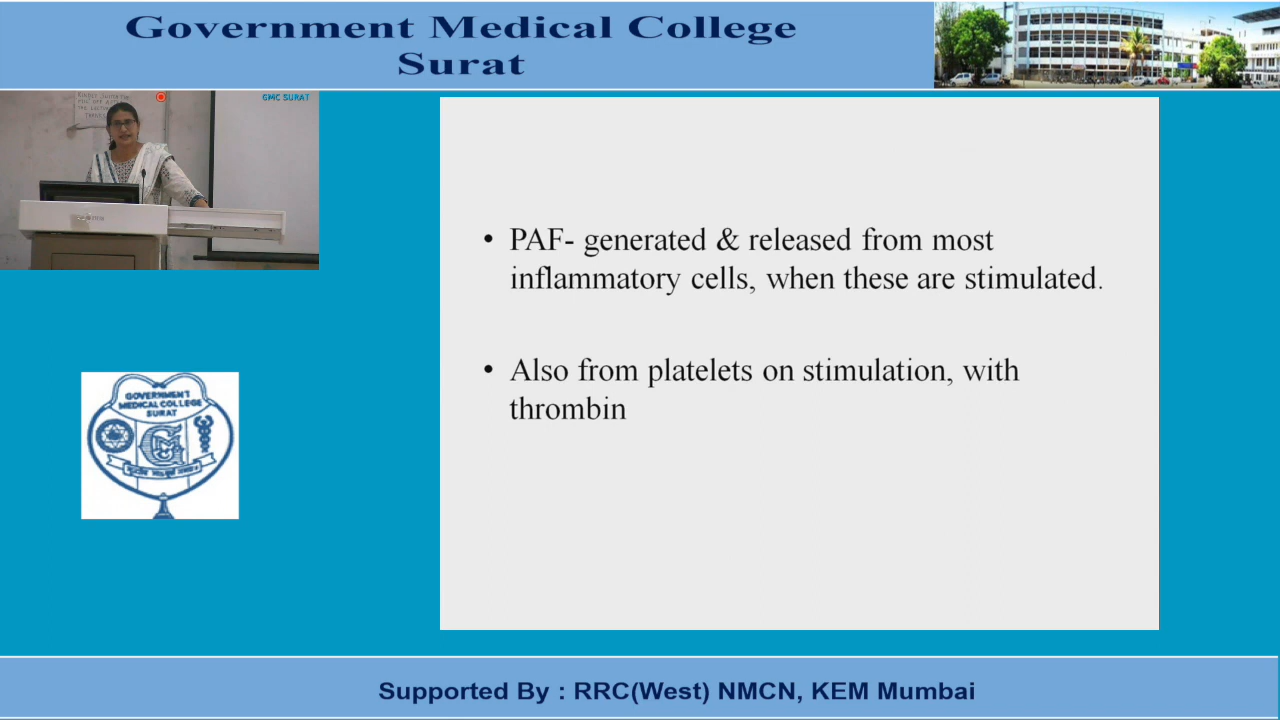 Government Medical College
Surat
GMC SURAT
• PAF- generated & released from most
inflammatory cells, when these are stimulated.
• Also from platelets on stimulation, with
thrombin
GOVERNMENT
MEDICAL COLLEGE
SURAT
Supported By : RRC(West) NMCN, KEM Mumbai